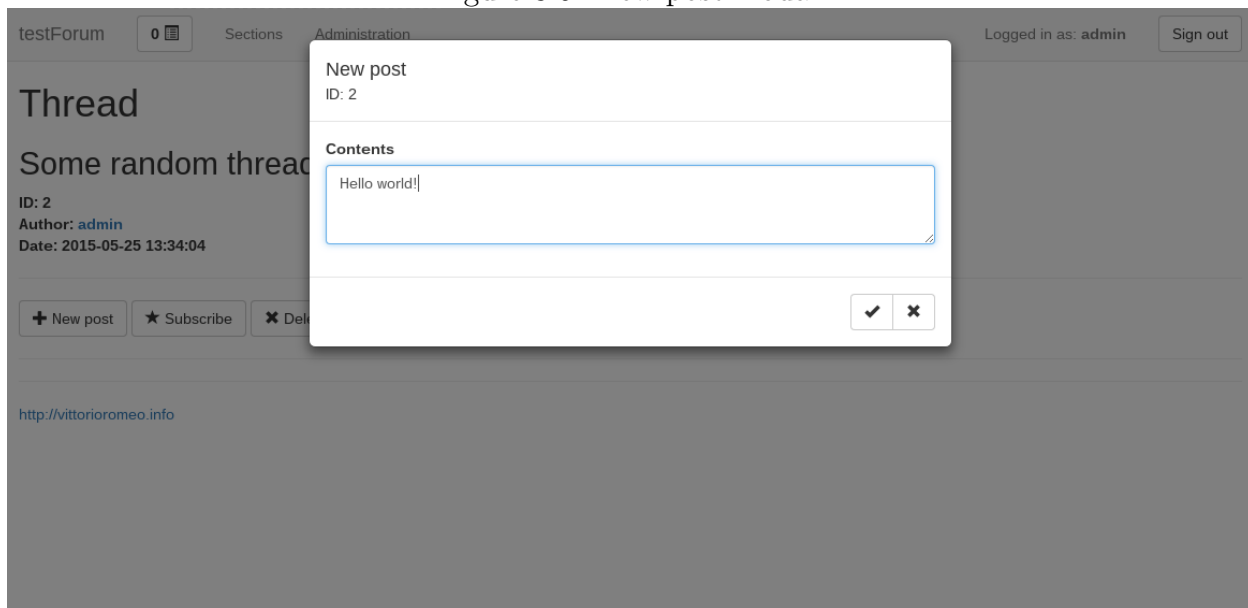 testForum 0 Sections Administration Logged in as: admin Sign out
New post
ID: 2
Thread
Contents
Some random thread
Hello world!
ID: 2
Author: admin
Date: 2015-05-25 13:34:04
New post Subscribe
http://vittorioromeo.info